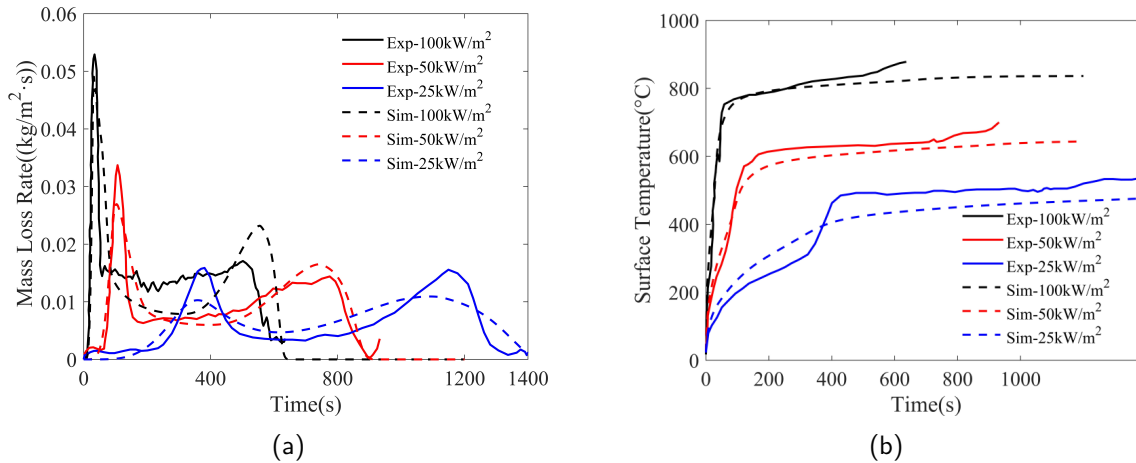 0.06
0.05
0.04
0.03
0.02
0.01
0
Mass Loss Rate((kg/m²·s))
Exp-100kW/m²
Exp-50kW/m²
Exp-25kW/m²
Sim-100kW/m²
Sim-50kW/m²
Sim-25kW/m²
0 400 800 1200 1400
Time(s)
(a)
1000
800
600
400
200
0
Surface Temperature(°C)
Exp-100kW/m²
Exp-50kW/m²
Exp-25kW/m²
Sim-100kW/m²
Sim-50kW/m²
Sim-25kW/m²
0 200 400 600 800 1000
Time(s)
(b)